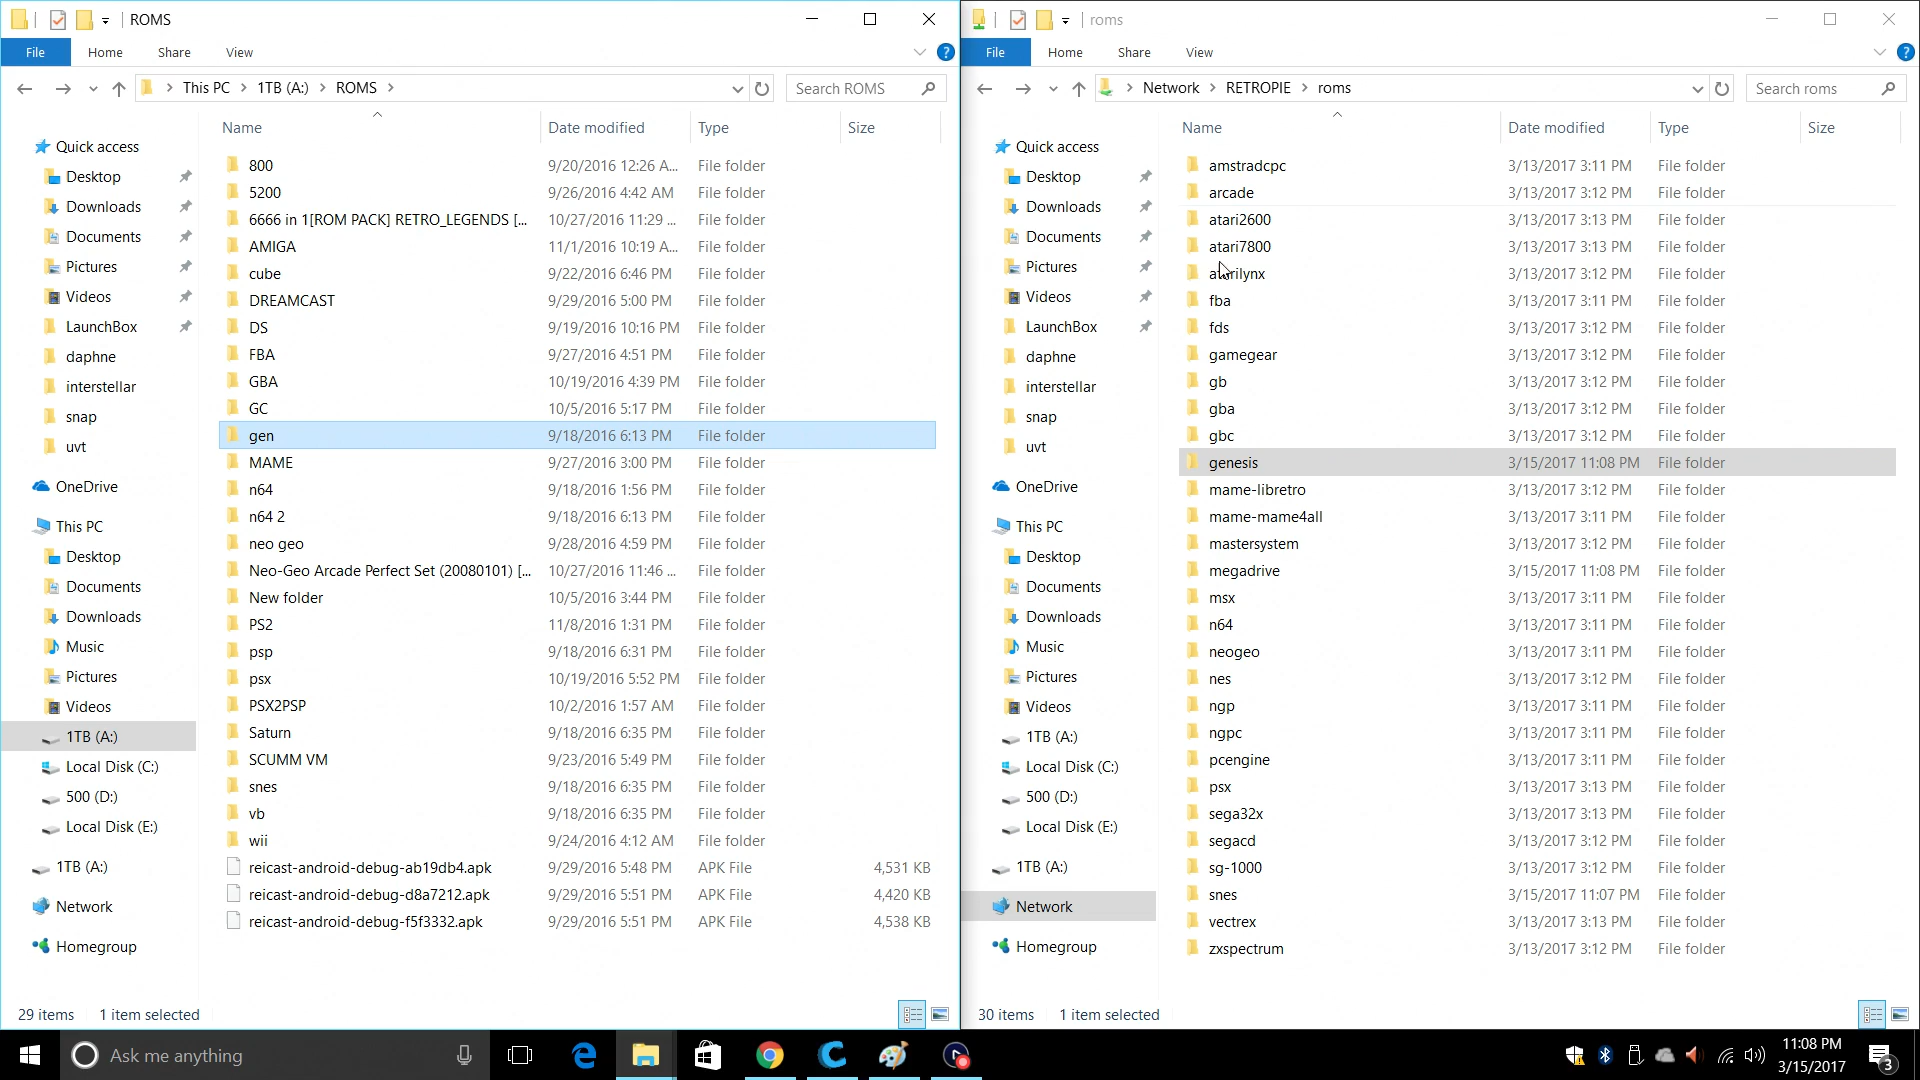 ROMS
File Home Share View
This PC 1TB (A:) ROMS
Search ROMS
Name Date modified Type Size
Quick access
Desktop
Downloads
Documents
Pictures
Videos
LaunchBox
daphne
interstellar
snap
uvt
OneDrive
This PC
Desktop
Documents
Downloads
Music
Pictures
Videos
1TB (A:)
Local Disk (C:)
500 (D:)
Local Disk (E:)
1TB (A:)
Network
Homegroup
800 9/20/2016 12:26 A... File folder
5200 9/26/2016 4:42 AM File folder
6666 in 1[ROM PACK] RETRO_LEGENDS [... 10/27/2016 11:29 ... File folder
AMIGA 11/1/2016 10:19 A... File folder
cube 9/22/2016 6:46 PM File folder
DREAMCAST 9/29/2016 5:00 PM File folder
DS 9/19/2016 10:16 PM File folder
FBA 9/27/2016 4:51 PM File folder
GBA 10/19/2016 4:39 PM File folder
GC 10/5/2016 5:17 PM File folder
gen 9/18/2016 6:13 PM File folder
MAME 9/27/2016 3:00 PM File folder
n64 9/18/2016 1:56 PM File folder
n64 2 9/18/2016 6:13 PM File folder
neo geo 9/28/2016 4:59 PM File folder
Neo-Geo Arcade Perfect Set (20080101) [... 10/27/2016 11:46 ... File folder
New folder 10/5/2016 3:44 PM File folder
PS2 11/8/2016 1:31 PM File folder
psp 9/18/2016 6:31 PM File folder
psx 10/19/2016 5:52 PM File folder
PSX2PSP 10/2/2016 1:57 AM File folder
Saturn 9/18/2016 6:35 PM File folder
SCUMM VM 9/23/2016 5:49 PM File folder
snes 9/18/2016 6:35 PM File folder
vb 9/18/2016 6:35 PM File folder
wii 9/24/2016 4:12 AM File folder
reicast-android-debug-ab19db4.apk 9/29/2016 5:48 PM APK File 4,531 KB
reicast-android-debug-d8a7212.apk 9/29/2016 5:51 PM APK File 4,420 KB
reicast-android-debug-f5f3332.apk 9/29/2016 5:51 PM APK File 4,538 KB
29 items 1 item selected
roms
File Home Share View
Network RETROPIE roms
Search roms
Name Date modified Type Size
Quick access
Desktop
Downloads
Documents
Pictures
Videos
LaunchBox
daphne
interstellar
snap
uvt
OneDrive
This PC
Desktop
Documents
Downloads
Music
Pictures
Videos
1TB (A:)
Local Disk (C:)
500 (D:)
Local Disk (E:)
1TB (A:)
Network
Homegroup
amstradcpc 3/13/2017 3:11 PM File folder
arcade 3/13/2017 3:12 PM File folder
atari2600 3/13/2017 3:13 PM File folder
atari7800 3/13/2017 3:13 PM File folder
atarilynx 3/13/2017 3:12 PM File folder
fba 3/13/2017 3:11 PM File folder
fds 3/13/2017 3:12 PM File folder
gamegear 3/13/2017 3:12 PM File folder
gb 3/13/2017 3:12 PM File folder
gba 3/13/2017 3:12 PM File folder
gbc 3/13/2017 3:12 PM File folder
genesis 3/15/2017 11:08 PM File folder
mame-libretro 3/13/2017 3:12 PM File folder
mame-mame4all 3/13/2017 3:11 PM File folder
mastersystem 3/13/2017 3:12 PM File folder
megadrive 3/15/2017 11:08 PM File folder
msx 3/13/2017 3:11 PM File folder
n64 3/13/2017 3:11 PM File folder
neogeo 3/13/2017 3:11 PM File folder
nes 3/13/2017 3:12 PM File folder
ngp 3/13/2017 3:11 PM File folder
ngpc 3/13/2017 3:11 PM File folder
pcengine 3/13/2017 3:11 PM File folder
psx 3/13/2017 3:13 PM File folder
sega32x 3/13/2017 3:13 PM File folder
segacd 3/13/2017 3:12 PM File folder
sg-1000 3/13/2017 3:12 PM File folder
snes 3/15/2017 11:07 PM File folder
vectrex 3/13/2017 3:13 PM File folder
zxspectrum 3/13/2017 3:12 PM File folder
30 items 1 item selected
Ask me anything
11:08 PM
3/15/2017
3